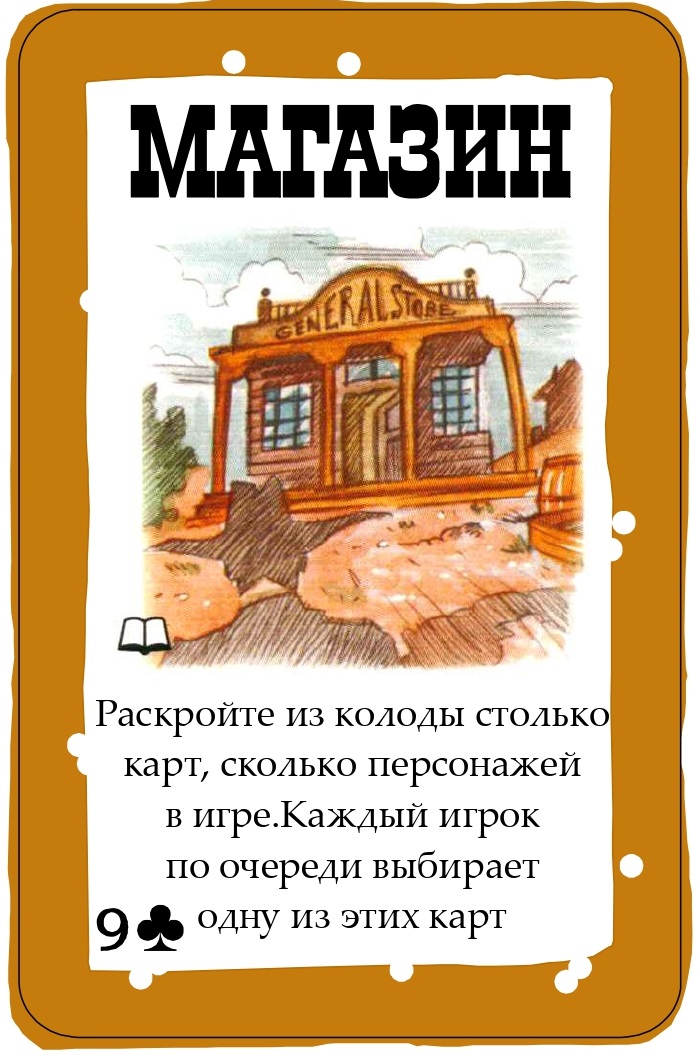 МАГАЗИН
GENERAL STORE
Раскройте из колоды столько
карт, сколько персонажей
в игре.Каждый игрок
по очереди выбирает
одну из этих карт
9♣